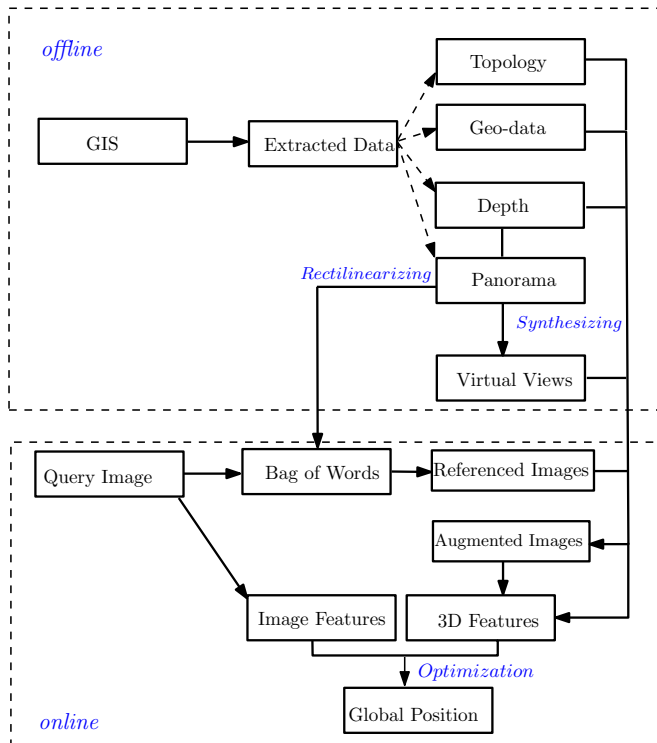 offline
Topology
Geo-data
GIS
Extracted Data
Depth
Rectilinearizing
Panorama
Synthesizing
Virtual Views
Query Image
Bag of Words
Referenced Images
Augmented Images
Image Features
3D Features
Optimization
Global Position
online